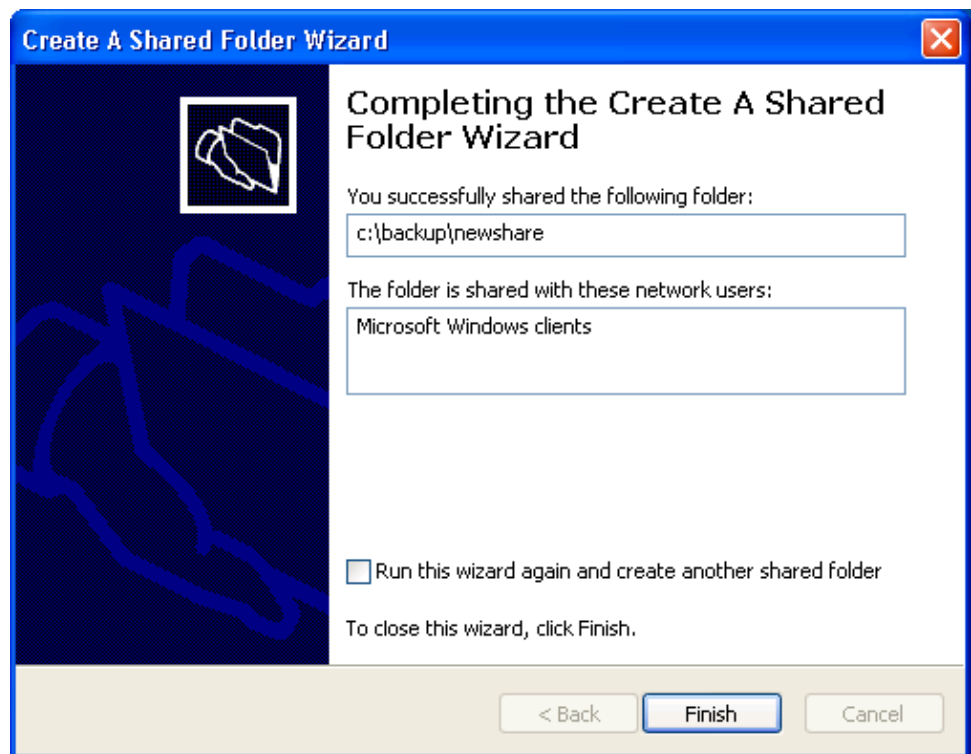 Create A Shared Folder Wizard
Completing the Create A Shared
Folder Wizard
You successfully shared the following folder:
c:\backup\newshare
The folder is shared with these network users:
Microsoft Windows clients
Run this wizard again and create another shared folder
To close this wizard, click Finish.
< Back Finish Cancel